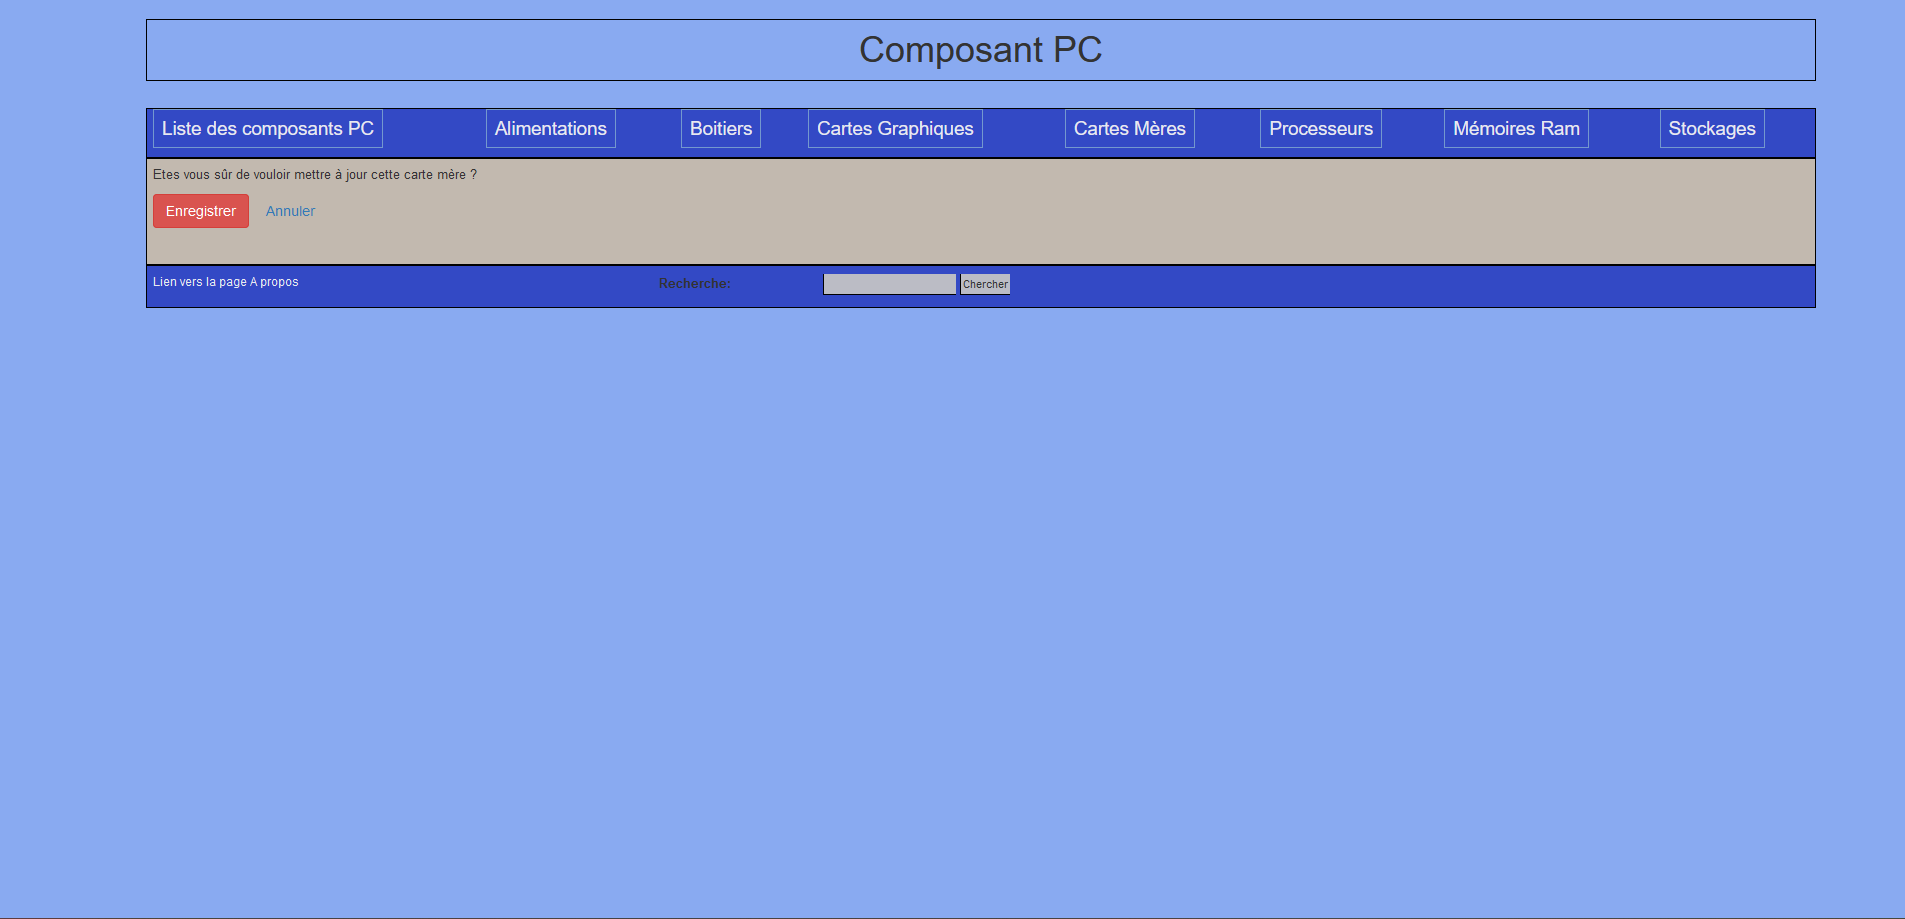 Composant PC
Liste des composants PC Alimentations Boitiers Cartes Graphiques Cartes Mères Processeurs Mémoires Ram Stockages
Etes vous sûr de vouloir mettre à jour cette carte mère ?
Enregistrer Annuler
Lien vers la page A propos Recherche: Chercher